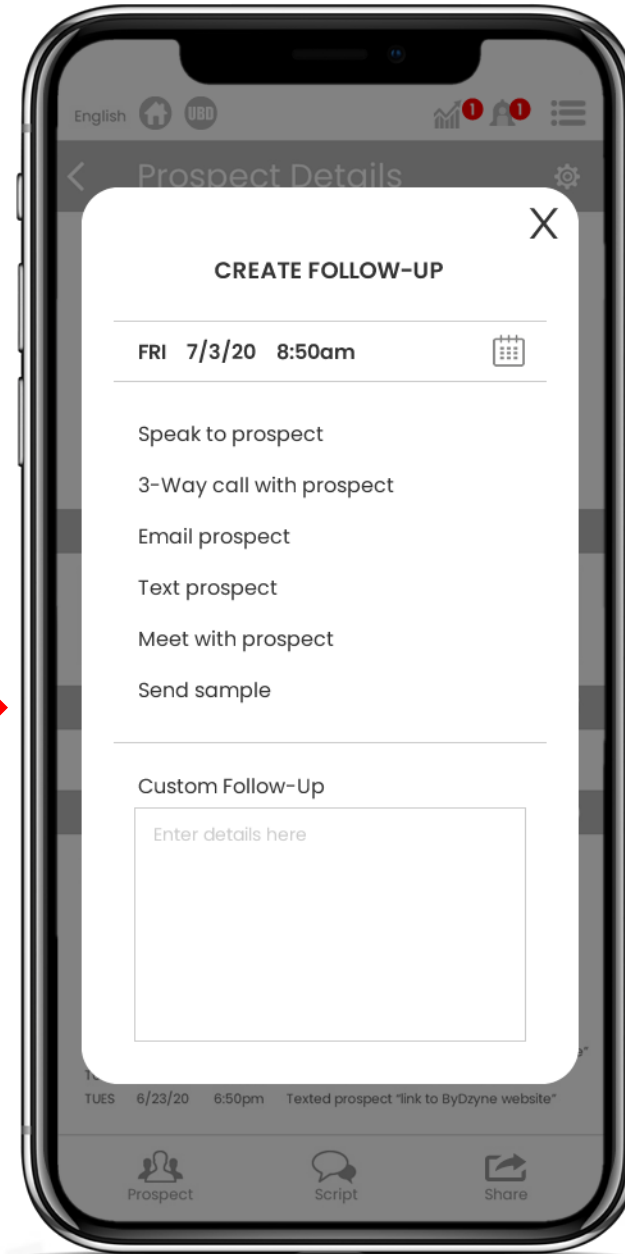 English UBD 1 1
Prospect Details
X
CREATE FOLLOW-UP
FRI 7/3/20 8:50am
Speak to prospect
3-Way call with prospect
Email prospect
Text prospect
Meet with prospect
Send sample
Custom Follow-Up
Enter details here
TUES 6/23/20 6:50pm Texted prospect "link to ByDzyne website"
Prospect Script Share